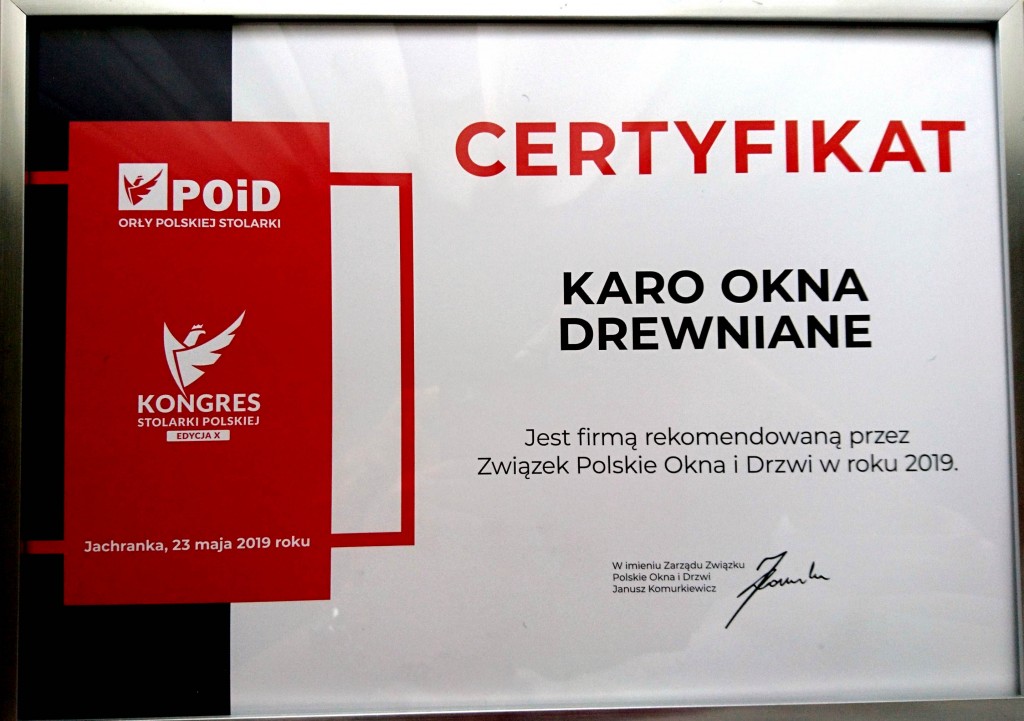 POiD
ORŁY POLSKIEJ STOLARKI
KONGRES
STOLARKI POLSKIEJ
EDYCJA X
Jachranka, 23 maja 2019 roku
CERTYFIKAT
KARO OKNA
DREWNIANE
Jest firmą rekomendowaną przez
Związek Polskie Okna i Drzwi w roku 2019.
W imieniu Zarządu Związku
Polskie Okna i Drzwi
Janusz Komurkiewicz